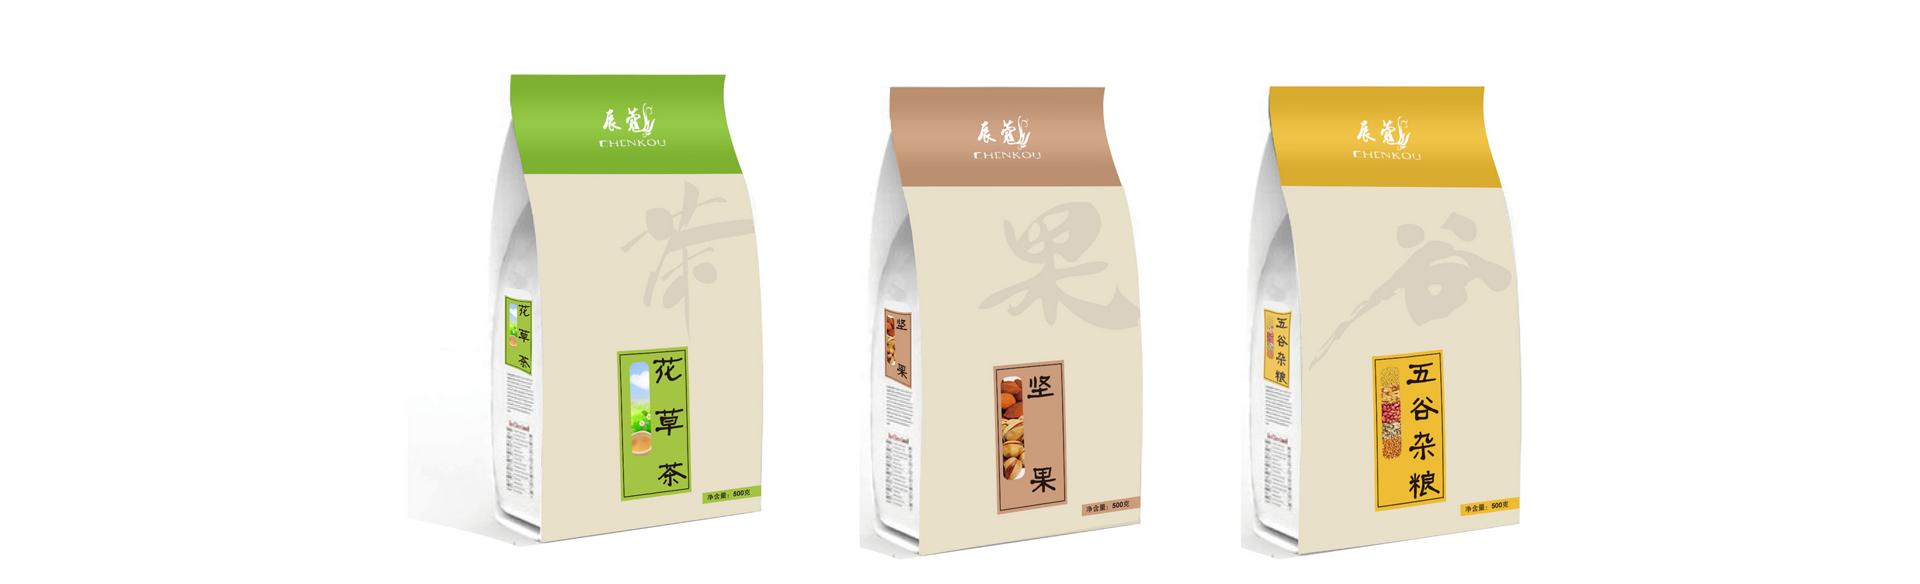 辰蔻
CHENKOU
茶
花草茶
花草茶
净含量：500克
辰蔻
CHENKOU
果
坚果
坚果
净含量：500克
辰蔻
CHENKOU
谷
五谷杂粮
五谷杂粮
净含量：500克